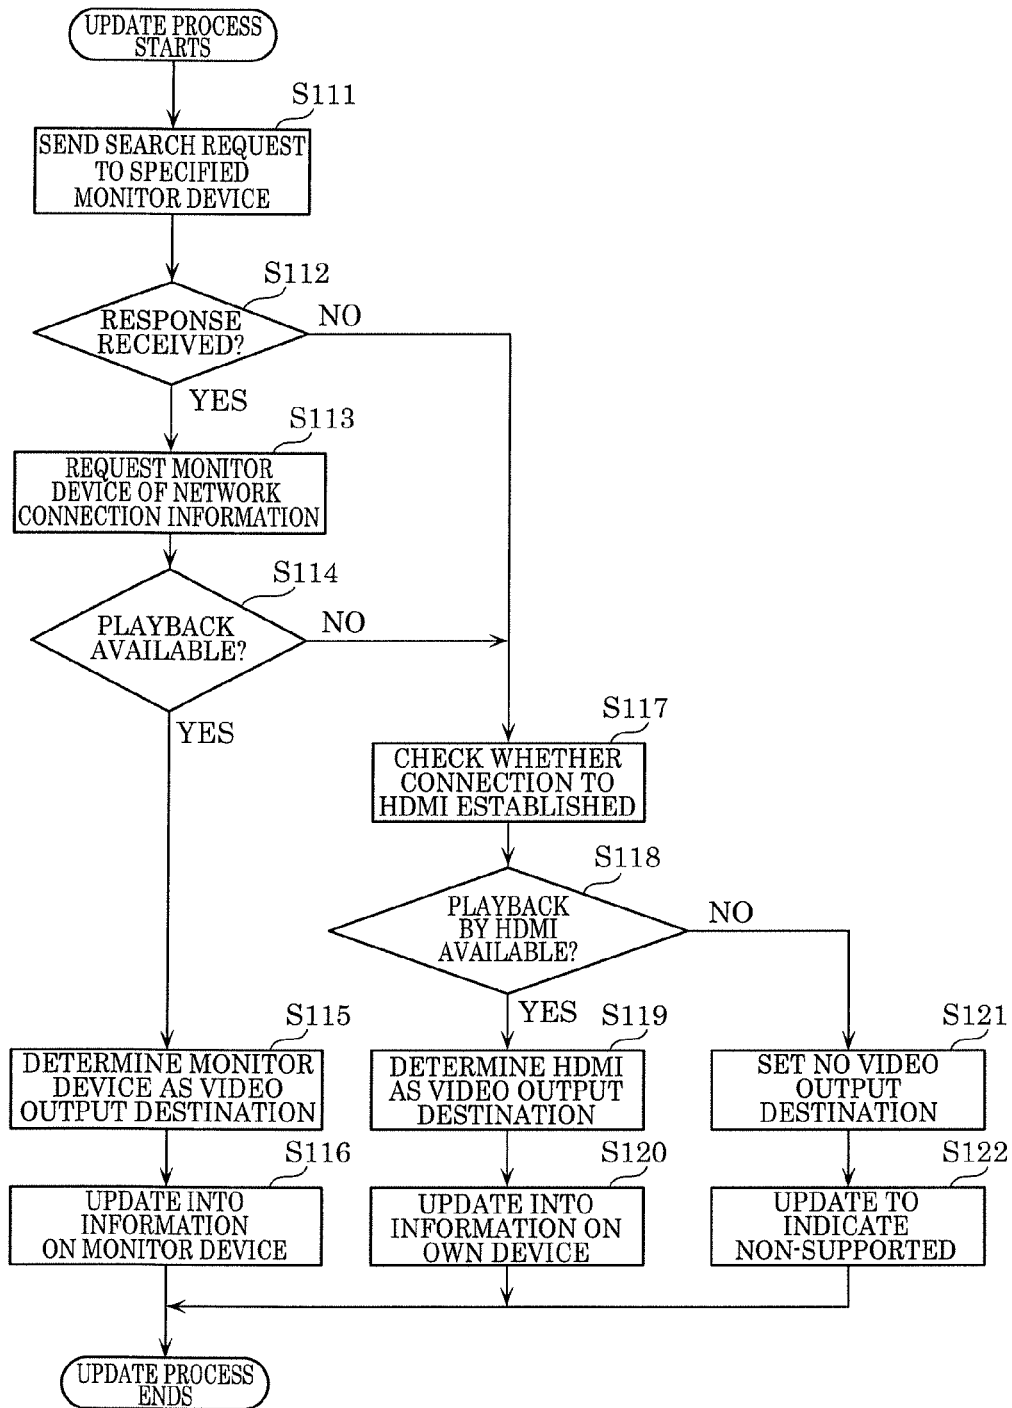 UPDATE PROCESS
STARTS
S111
SEND SEARCH REQUEST
TO SPECIFIED
MONITOR DEVICE
S112
RESPONSE
RECEIVED?
NO
YES
S113
REQUEST MONITOR
DEVICE OF NETWORK
CONNECTION INFORMATION
S114
PLAYBACK
AVAILABLE?
NO
YES
S117
CHECK WHETHER
CONNECTION TO
HDMI ESTABLISHED
S118
PLAYBACK
BY HDMI
AVAILABLE?
NO
YES
S115
DETERMINE MONITOR
DEVICE AS VIDEO
OUTPUT DESTINATION
S119
DETERMINE HDMI
AS VIDEO OUTPUT
DESTINATION
S121
SET NO VIDEO
OUTPUT
DESTINATION
S116
UPDATE INTO
INFORMATION
ON MONITOR DEVICE
S120
UPDATE INTO
INFORMATION ON
OWN DEVICE
S122
UPDATE TO
INDICATE
NON-SUPPORTED
UPDATE PROCESS
ENDS